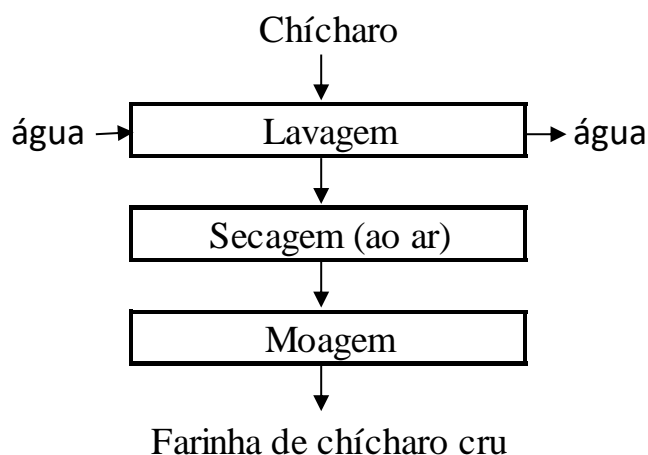 Chícharo
água Lavagem água
Secagem (ao ar)
Moagem
Farinha de chícharo cru